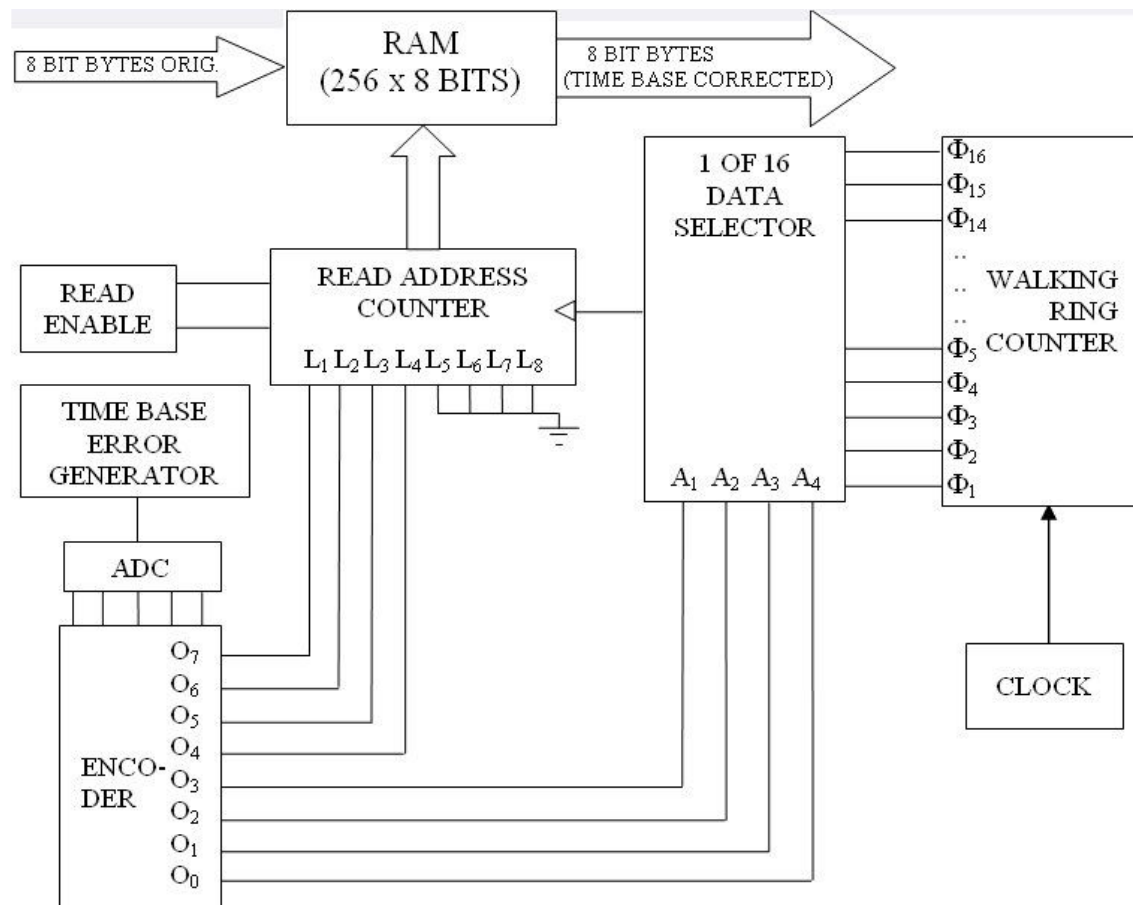 8 BIT BYTES ORIG.
RAM
(256 x 8 BITS)
8 BIT BYTES
(TIME BASE CORRECTED)
READ
ENABLE
READ ADDRESS
COUNTER
L₁ L₂ L₃ L₄ L₅ L₆ L₇ L₈
1 OF 16
DATA
SELECTOR
A₁ A₂ A₃ A₄
Φ₁₆
Φ₁₅
Φ₁₄
..
..
..
Φ₅
Φ₄
Φ₃
Φ₂
Φ₁
WALKING
RING
COUNTER
TIME BASE
ERROR
GENERATOR
ADC
ENCO-
DER
O₇
O₆
O₅
O₄
O₃
O₂
O₁
O₀
CLOCK